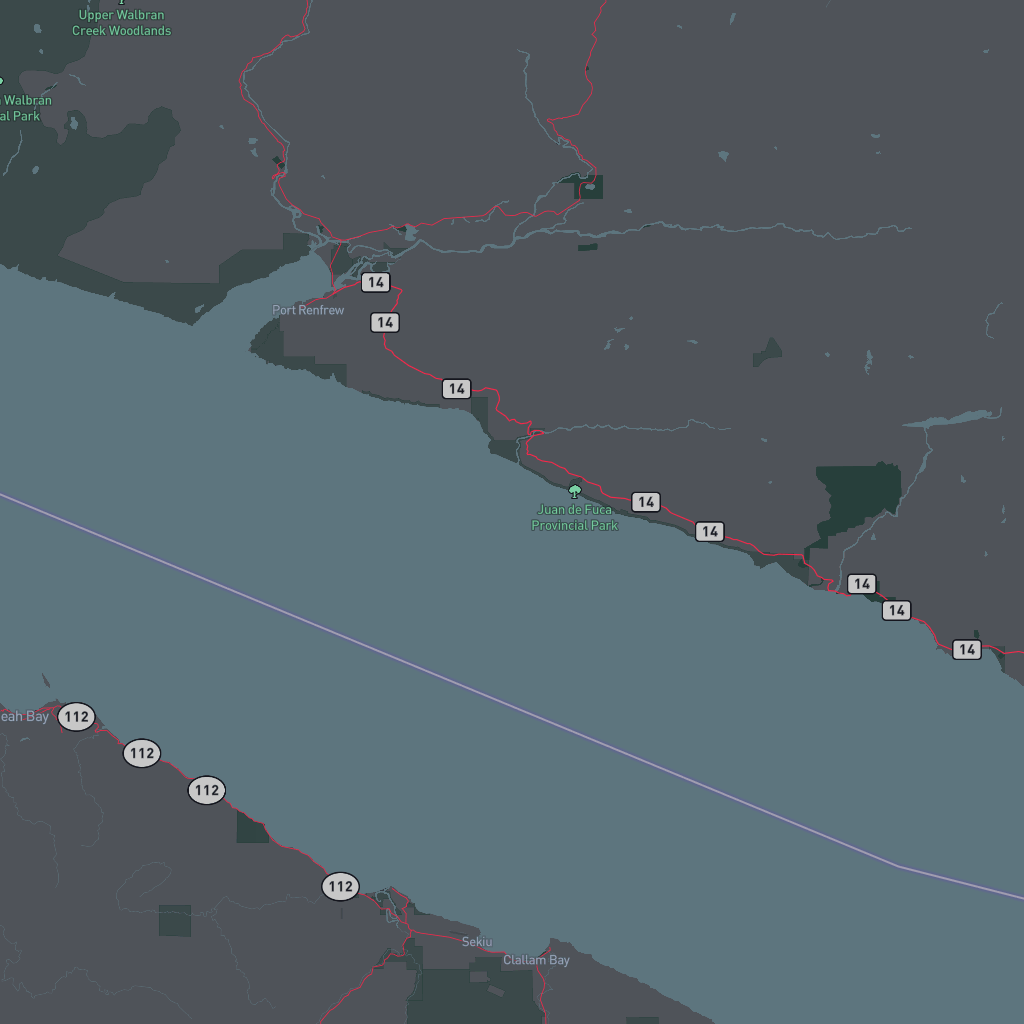 Upper Walbran
Creek Woodlands
Walbran
al Park
14
Port Renfrew
14
14
Juan de Fuca
Provincial Park
14
14
14
14
14
eah Bay
112
112
112
112
Sekiu
Clallam Bay